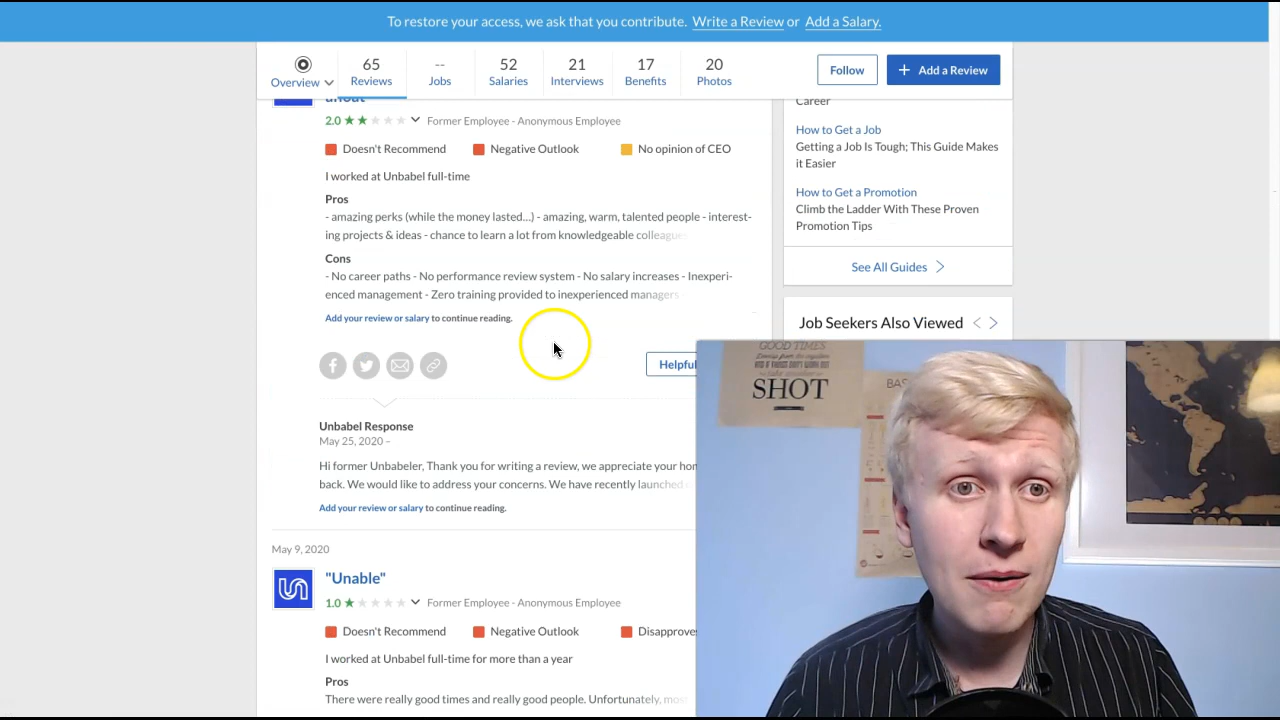 To restore your access, we ask that you contribute. Write a Review or Add a Salary.
Overview
65
Reviews
--
Jobs
52
Salaries
21
Interviews
17
Benefits
20
Photos
Follow
+ Add a Review
2.0
Former Employee - Anonymous Employee
Doesn't Recommend
Negative Outlook
No opinion of CEO
I worked at Unbabel full-time
Pros
- amazing perks (while the money lasted...) - amazing, warm, talented people - interest-
ing projects & ideas - chance to learn a lot from knowledgeable colleagues
Cons
- No career paths - No performance review system - No salary increases - Inexperi-
enced management - Zero training provided to inexperienced managers -
Add your review or salary to continue reading.
Helpful
Unbabel Response
May 25, 2020 –
Hi former Unbabeler, Thank you for writing a review, we appreciate your
back. We would like to address your concerns. We have recently launched
Add your review or salary to continue reading.
May 9, 2020
"Unable"
1.0
Former Employee - Anonymous Employee
Doesn't Recommend
Negative Outlook
Disapproves
I worked at Unbabel full-time for more than a year
Pros
There were really good times and really good people. Unfortunately,
Career
How to Get a Job
Getting a Job Is Tough; This Guide Makes
it Easier
How to Get a Promotion
Climb the Ladder With These Proven
Promotion Tips
See All Guides
Job Seekers Also Viewed
GOOD TIMES
SHOT
BAS